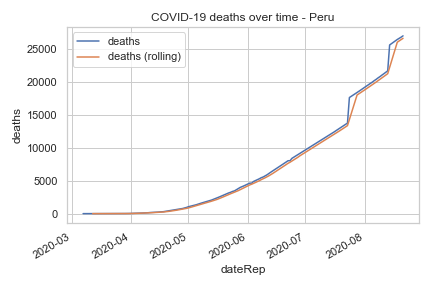 COVID-19 deaths over time - Peru
deaths
deaths (rolling)
deaths
25000
20000
15000
10000
5000
0
2020-03
2020-04
2020-05
2020-06
2020-07
2020-08
dateRep